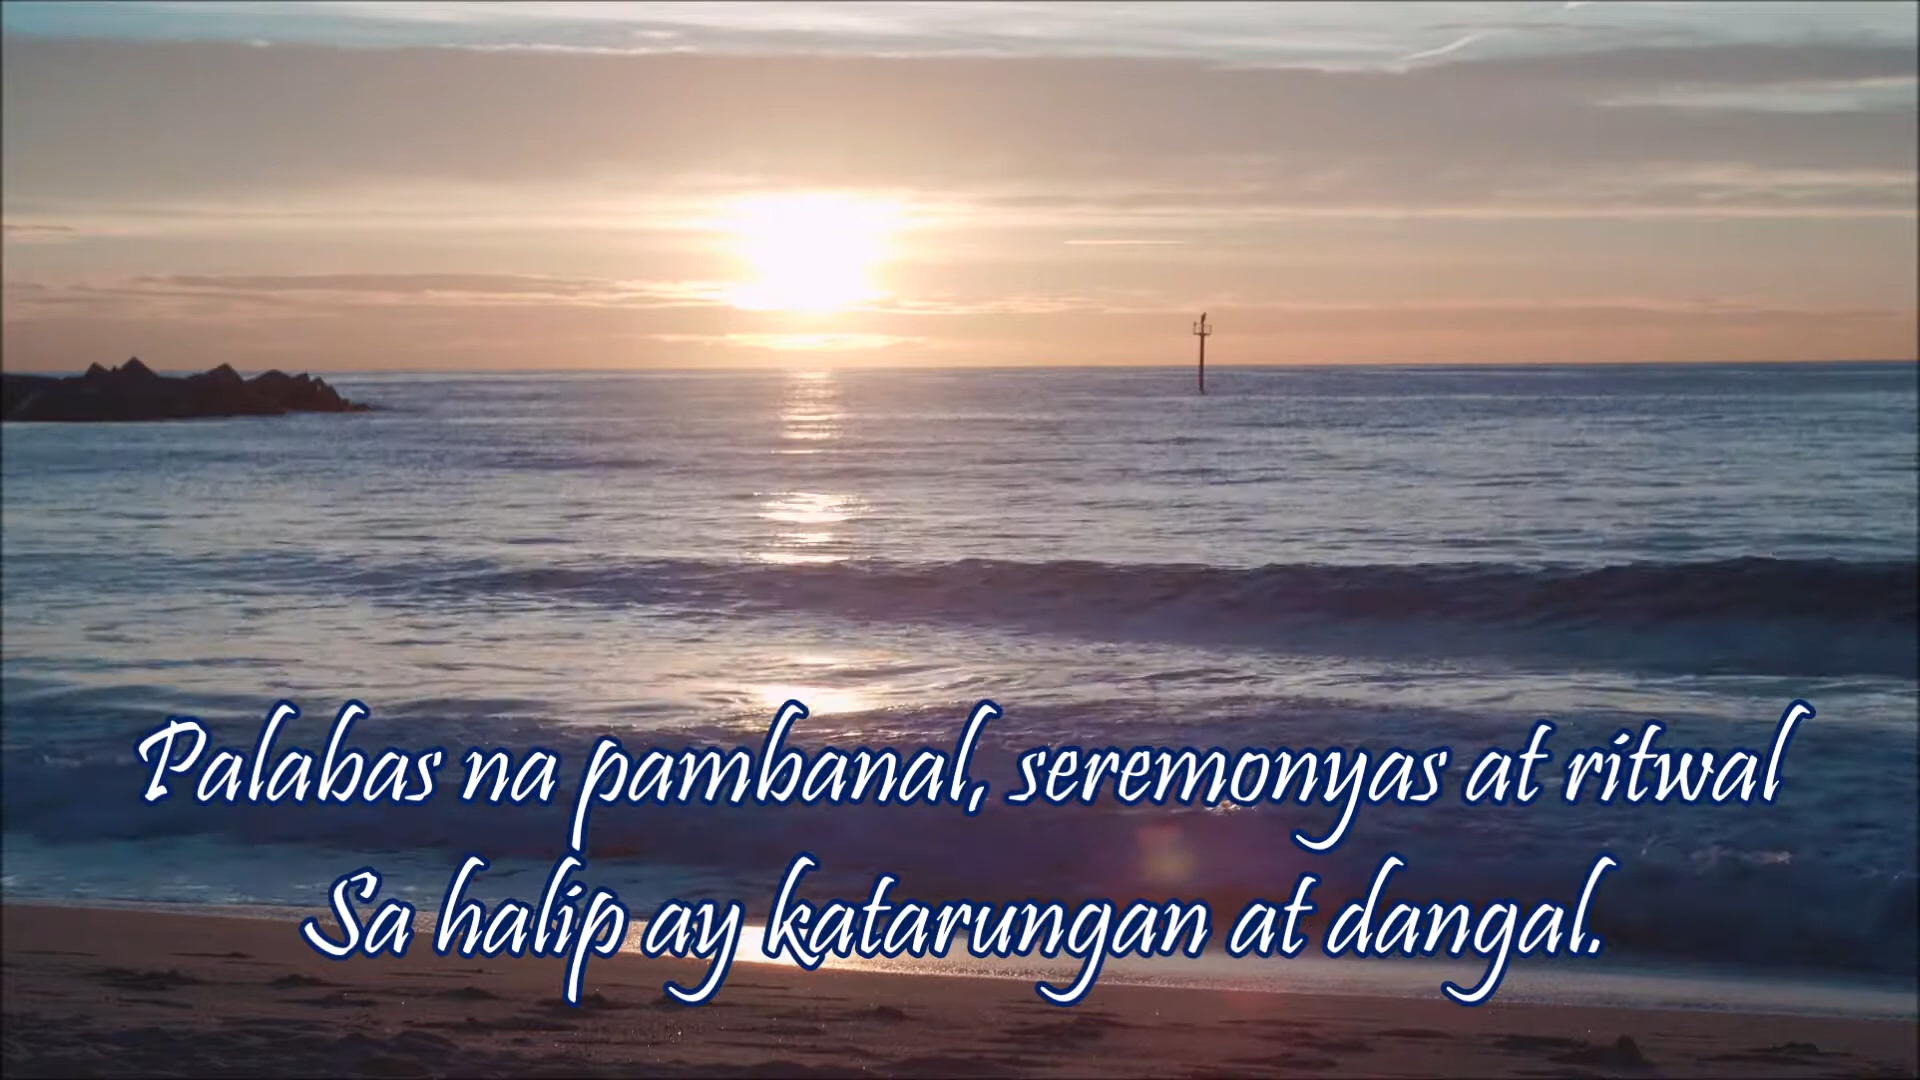 Palabas na pambanal, seremonyas at ritwal
Sa halip ay katarungan at dangal.